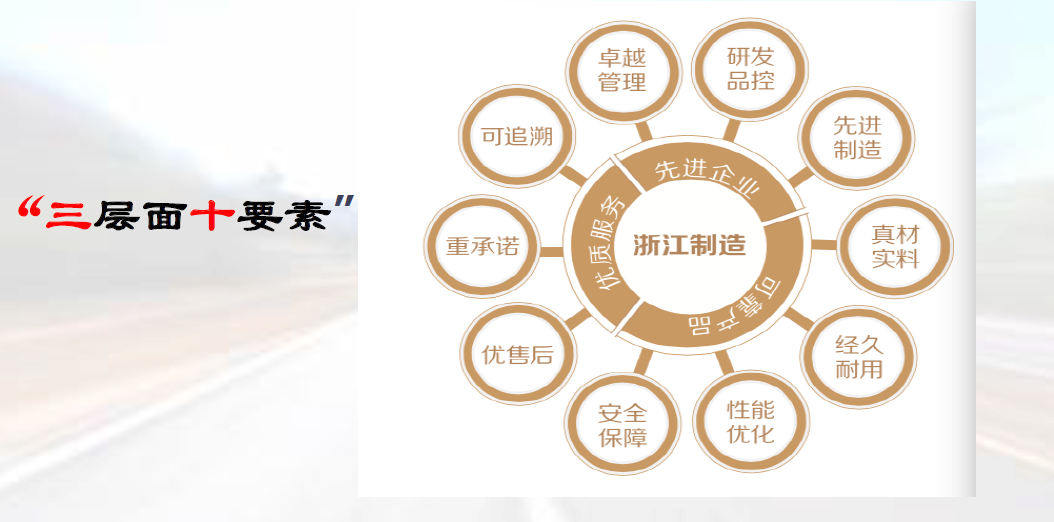 “三层面十要素”
卓越
管理
研发
品控
先进
制造
真材
实料
经久
耐用
性能
优化
安全
保障
优售后
重承诺
可追溯
先进企业
可靠产品
优质服务
浙江制造